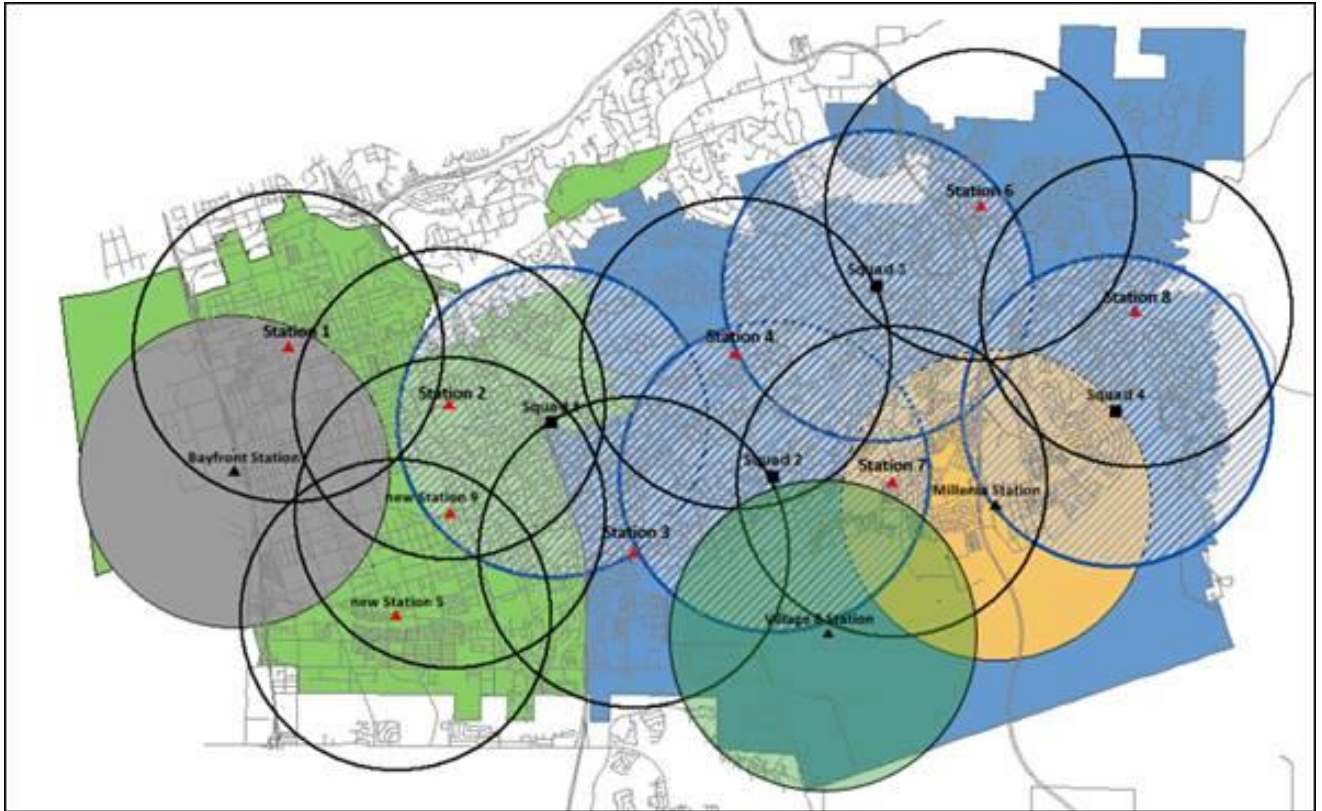 Station 6
Squad 3
Station 8
Station 1
Station 4
Station 2
Squad 4
Squad
Bayfront Station
Squad 2
Station 7
Millenia Station
new Station 9
Station 3
new Station 5
Village 8 Station